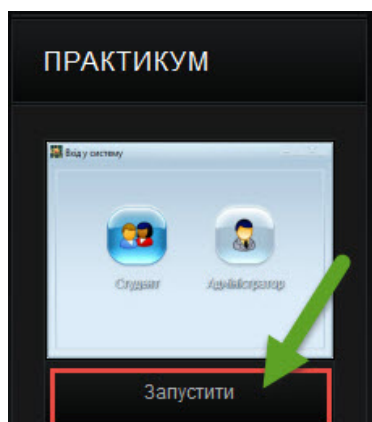 ПРАКТИКУМ
Вхід у систему
Студент
Адміністратор
Запустити